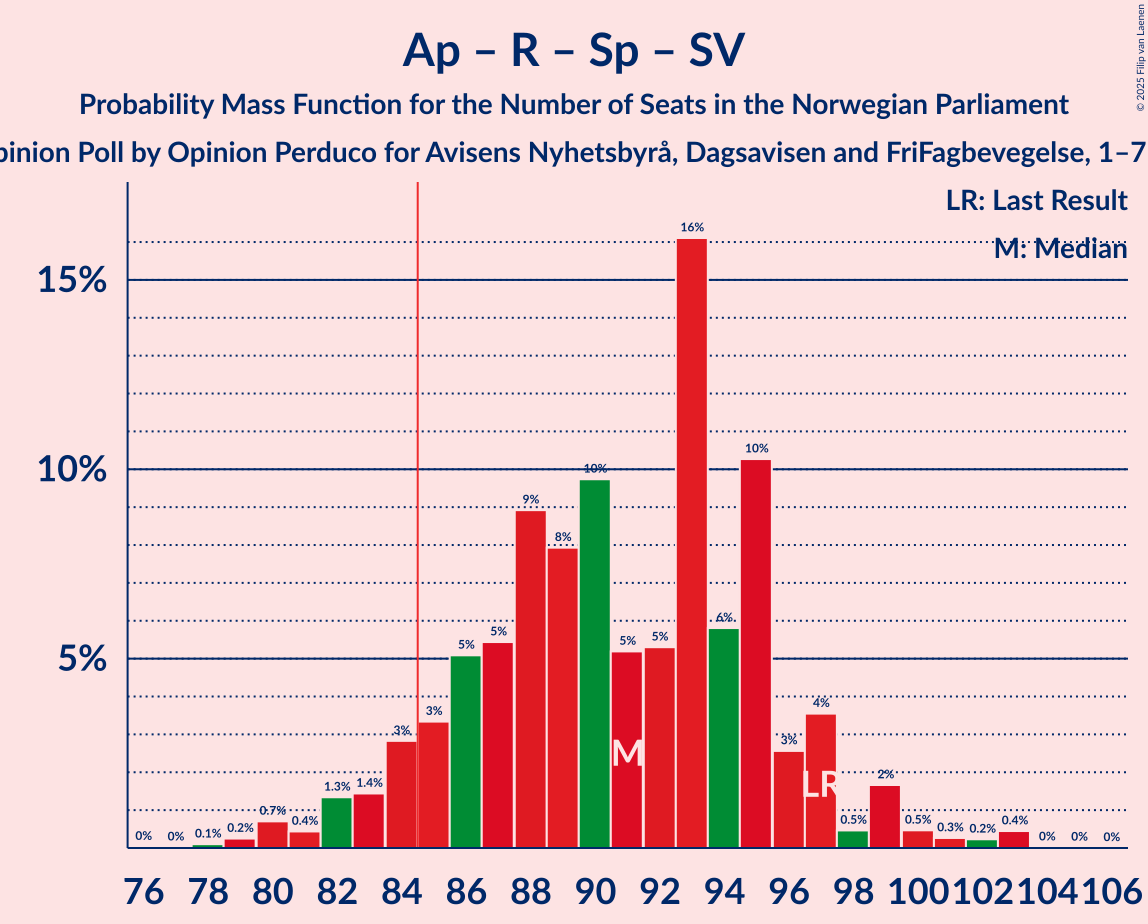 Ap – R – Sp – SV
Probability Mass Function for the Number of Seats in the Norwegian Parliament
pinion Poll by Opinion Perduco for Avisens Nyhetsbyrå, Dagsavisen and FriFagbevegelse, 1–7
© 2025 Filip van Laenen
LR: Last Result
M: Median
15%
10%
5%
0% 0% 0.1% 0.2% 0.7% 0.4% 1.3% 1.4% 3% 3% 5% 5% 9% 8% 10% 5% 5% 16% 6% 10% 3% 4% 0.5% 2% 0.5% 0.3% 0.2% 0.4% 0% 0% 0%
M
LR
76 78 80 82 84 86 88 90 92 94 96 98 100 102 104 106